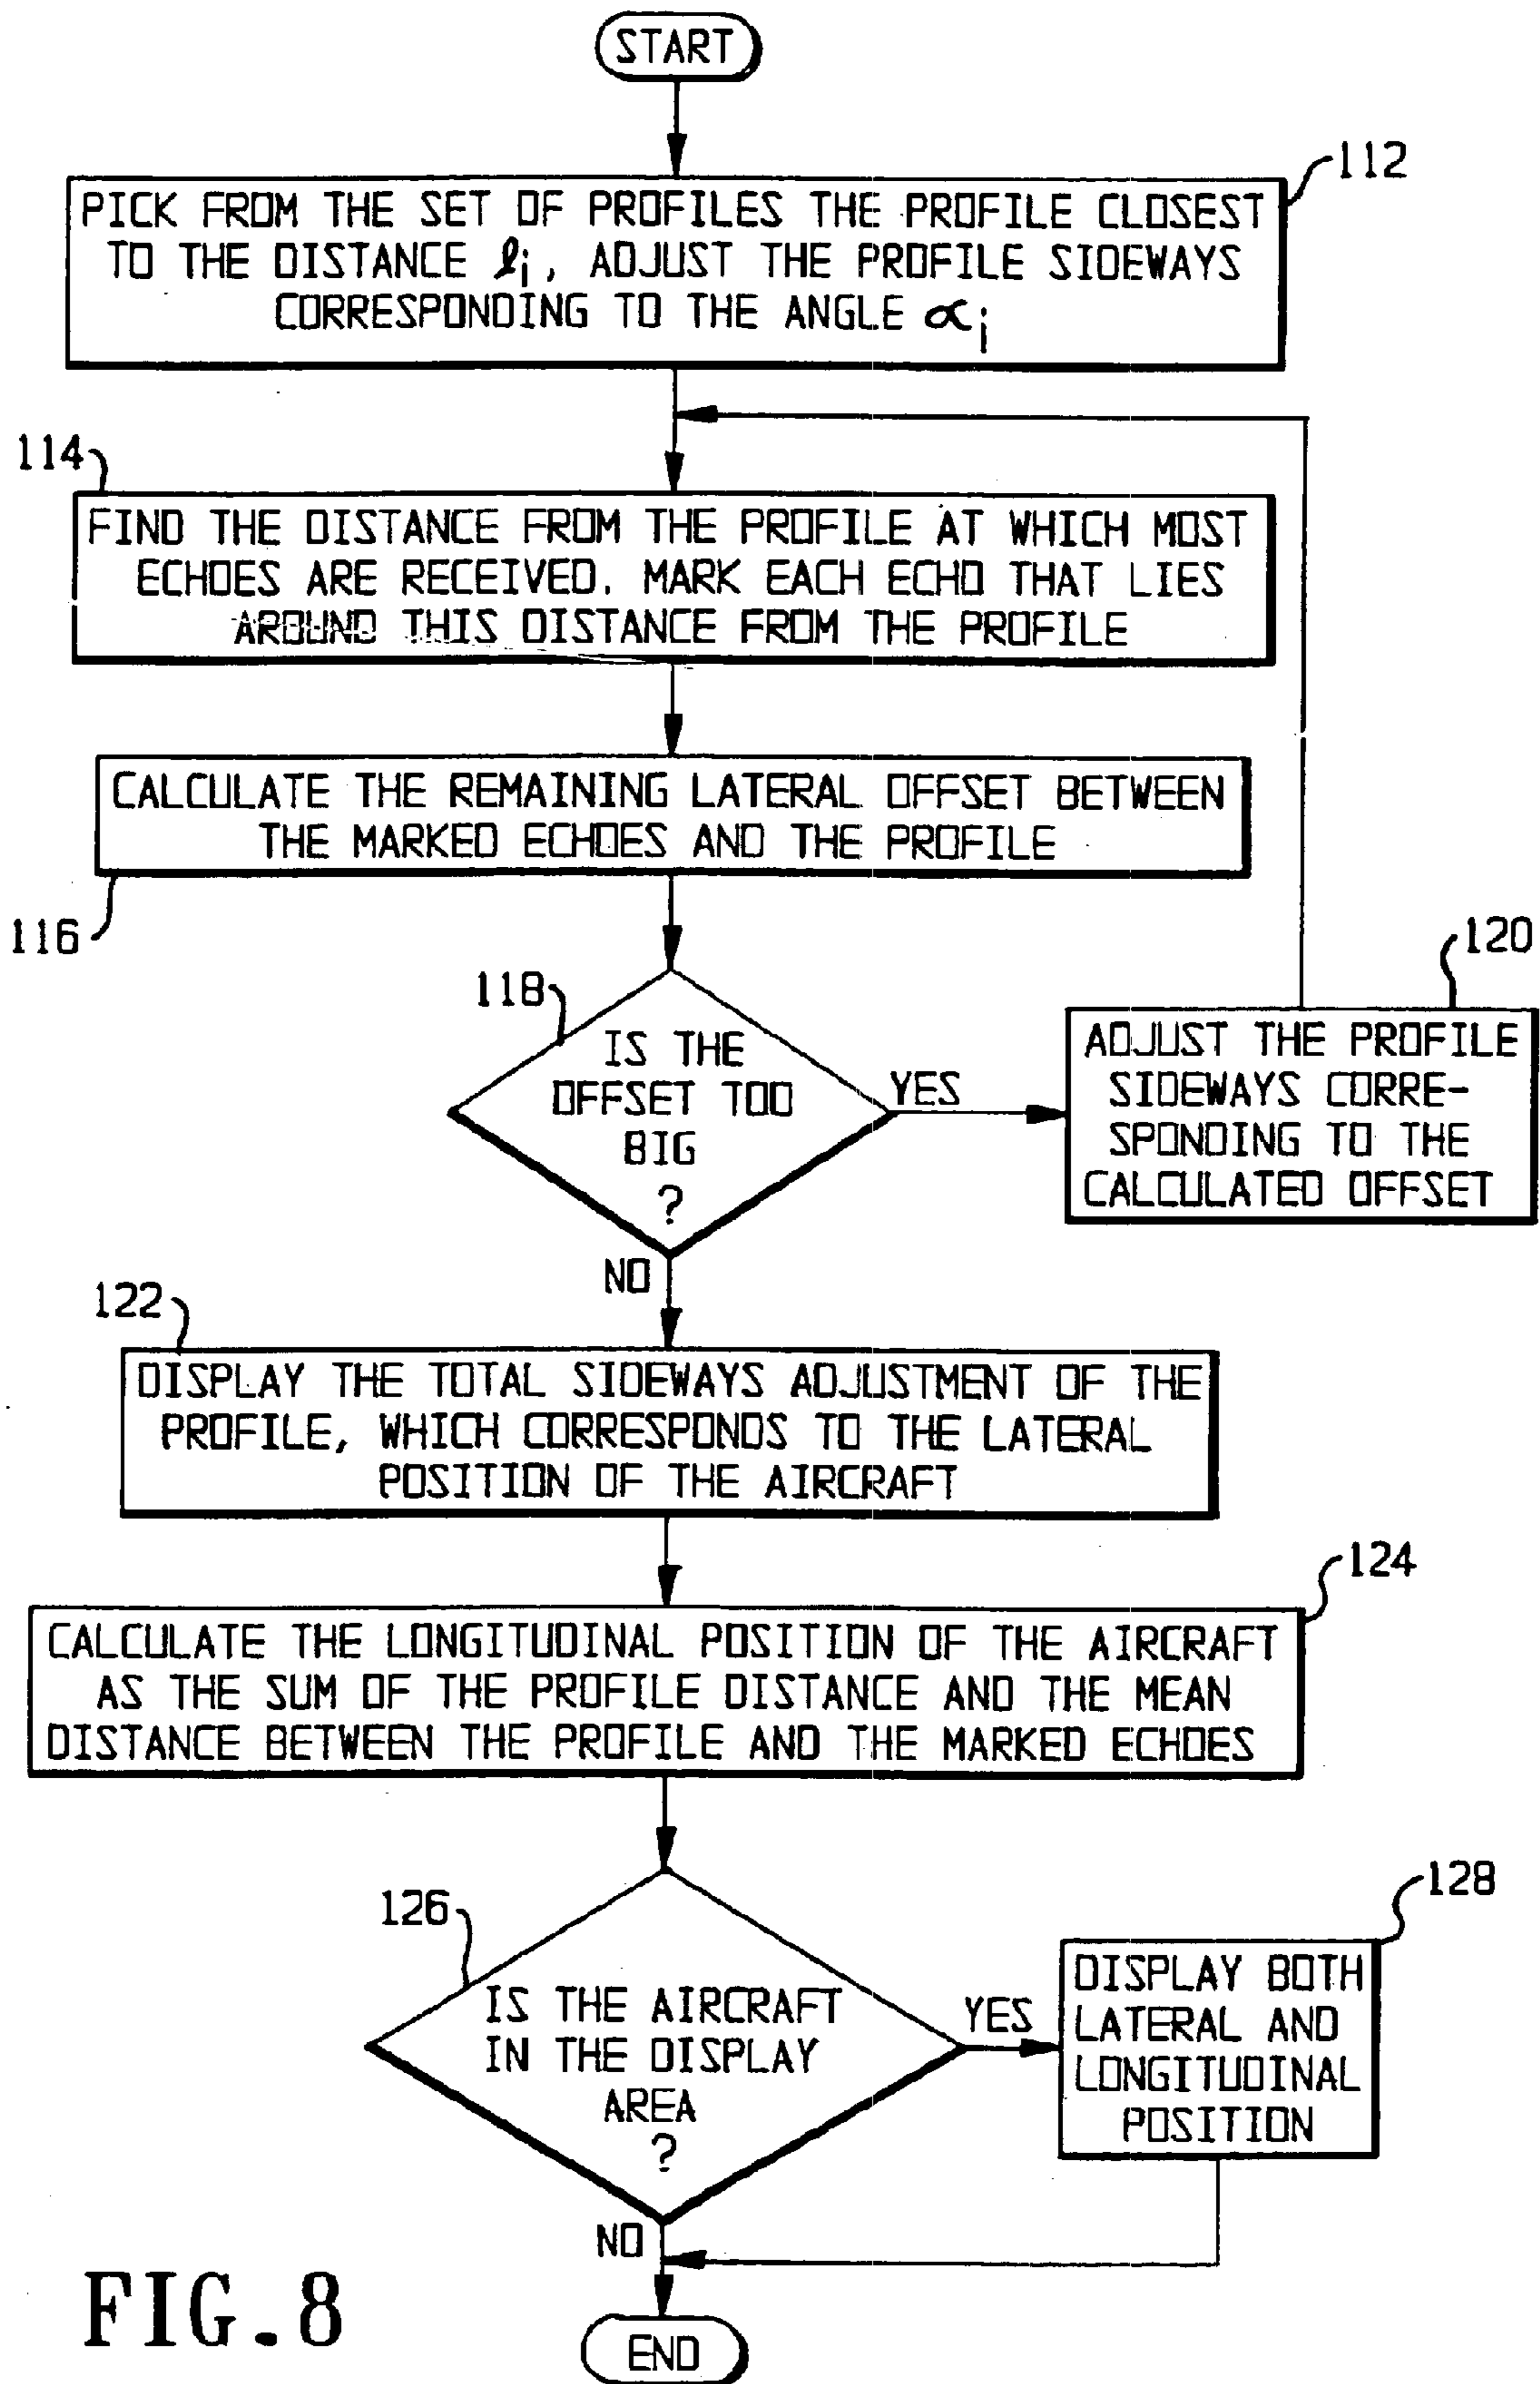 START
112
PICK FROM THE SET OF PROFILES THE PROFILE CLOSEST
TO THE DISTANCE ℓi, ADJUST THE PROFILE SIDEWAYS
CORRESPONDING TO THE ANGLE αi
114
FIND THE DISTANCE FROM THE PROFILE AT WHICH MOST
ECHOES ARE RECEIVED. MARK EACH ECHO THAT LIES
AROUND THIS DISTANCE FROM THE PROFILE
CALCULATE THE REMAINING LATERAL OFFSET BETWEEN
THE MARKED ECHOES AND THE PROFILE
116
118
IS THE
OFFSET TOO
BIG
?
YES
NO
120
ADJUST THE PROFILE
SIDEWAYS CORRE-
SPONDING TO THE
CALCULATED OFFSET
122
DISPLAY THE TOTAL SIDEWAYS ADJUSTMENT OF THE
PROFILE, WHICH CORRESPONDS TO THE LATERAL
POSITION OF THE AIRCRAFT
124
CALCULATE THE LONGITUDINAL POSITION OF THE AIRCRAFT
AS THE SUM OF THE PROFILE DISTANCE AND THE MEAN
DISTANCE BETWEEN THE PROFILE AND THE MARKED ECHOES
126
IS THE AIRCRAFT
IN THE DISPLAY
AREA
?
YES
NO
128
DISPLAY BOTH
LATERAL AND
LONGITUDINAL
POSITION
END
FIG.8